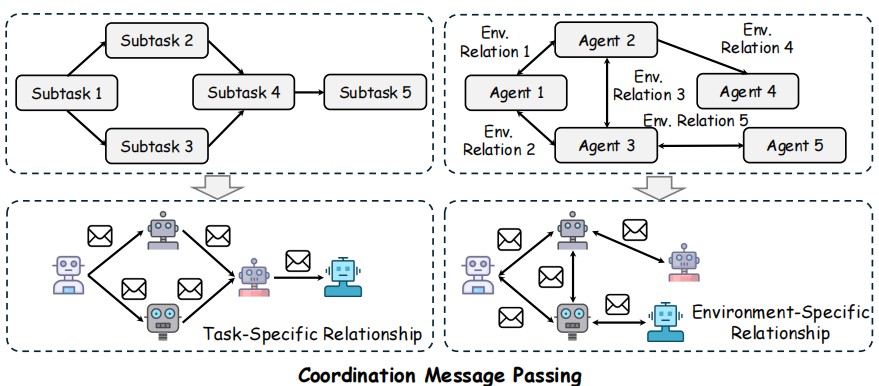 Subtask 2
Subtask 1
Subtask 4
Subtask 5
Subtask 3
Env.
Relation 1
Agent 2
Env.
Relation 4
Agent 1
Env.
Relation 3
Agent 4
Env.
Relation 2
Env. Relation 5
Agent 3
Agent 5
Task-Specific Relationship
Environment-Specific
Relationship
Coordination Message Passing